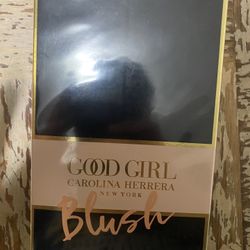 GOOD GIRL
CAROLINA HERRERA
NEW YORK
Blush